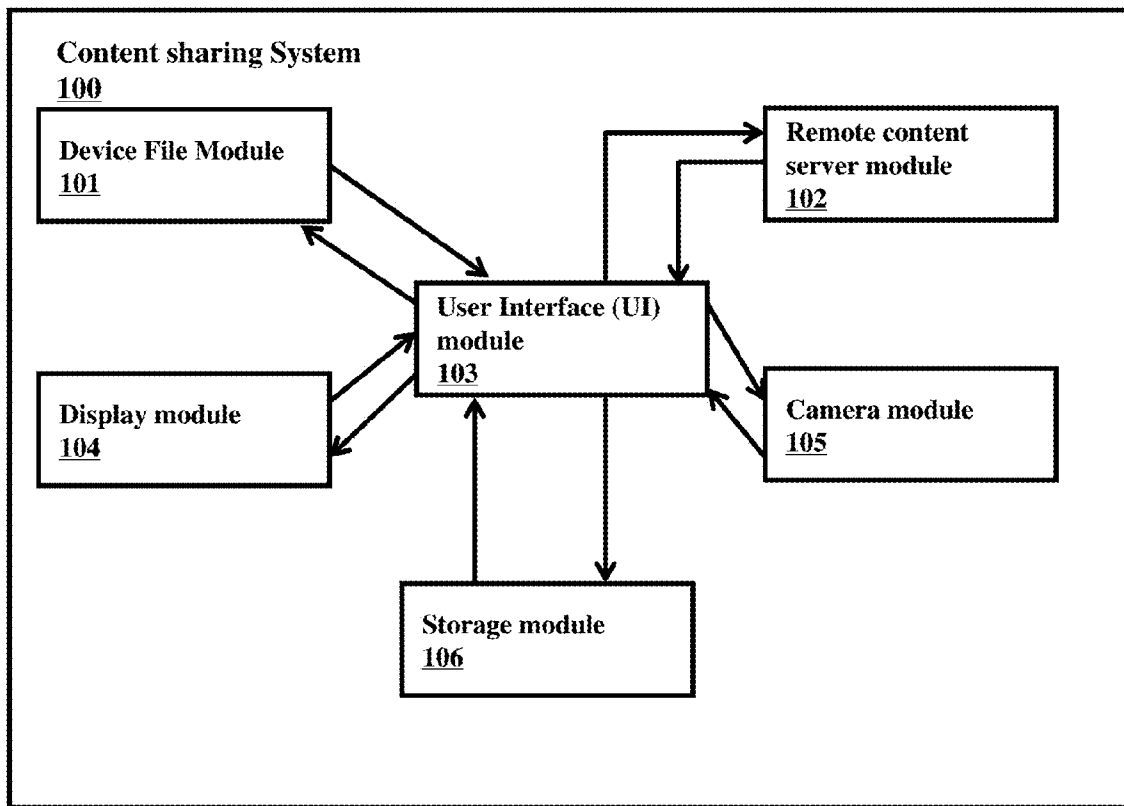 Content sharing System
100
Device File Module
101
Remote content
server module
102
User Interface (UI)
module
103
Display module
104
Camera module
105
Storage module
106